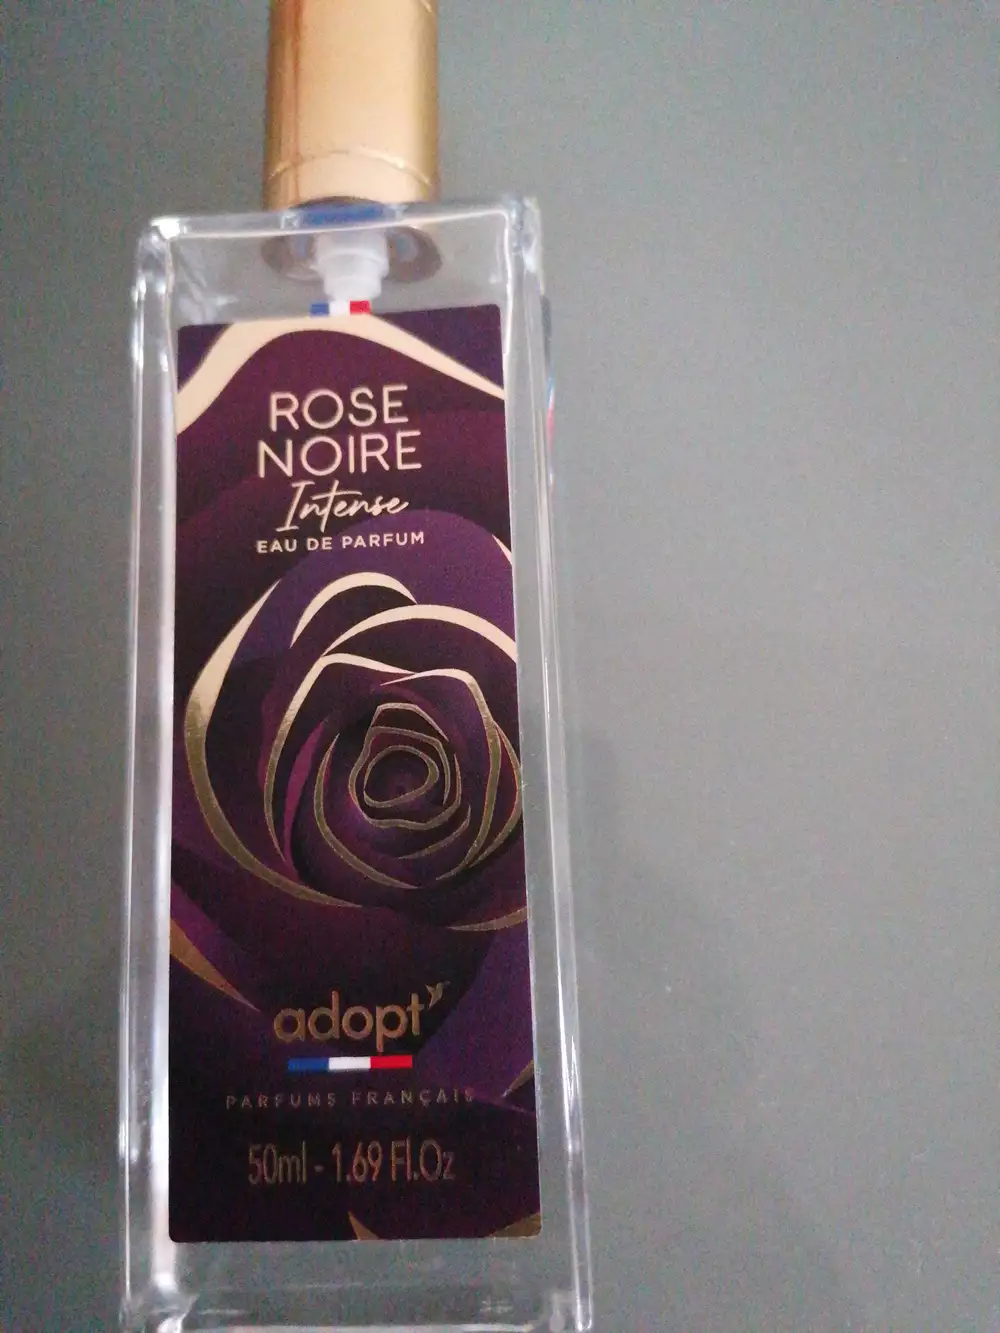 ROSE
NOIRE
Intense
EAU DE PARFUM
adopt'
PARFUMS FRANÇAIS
50ml - 1.69 Fl.Oz